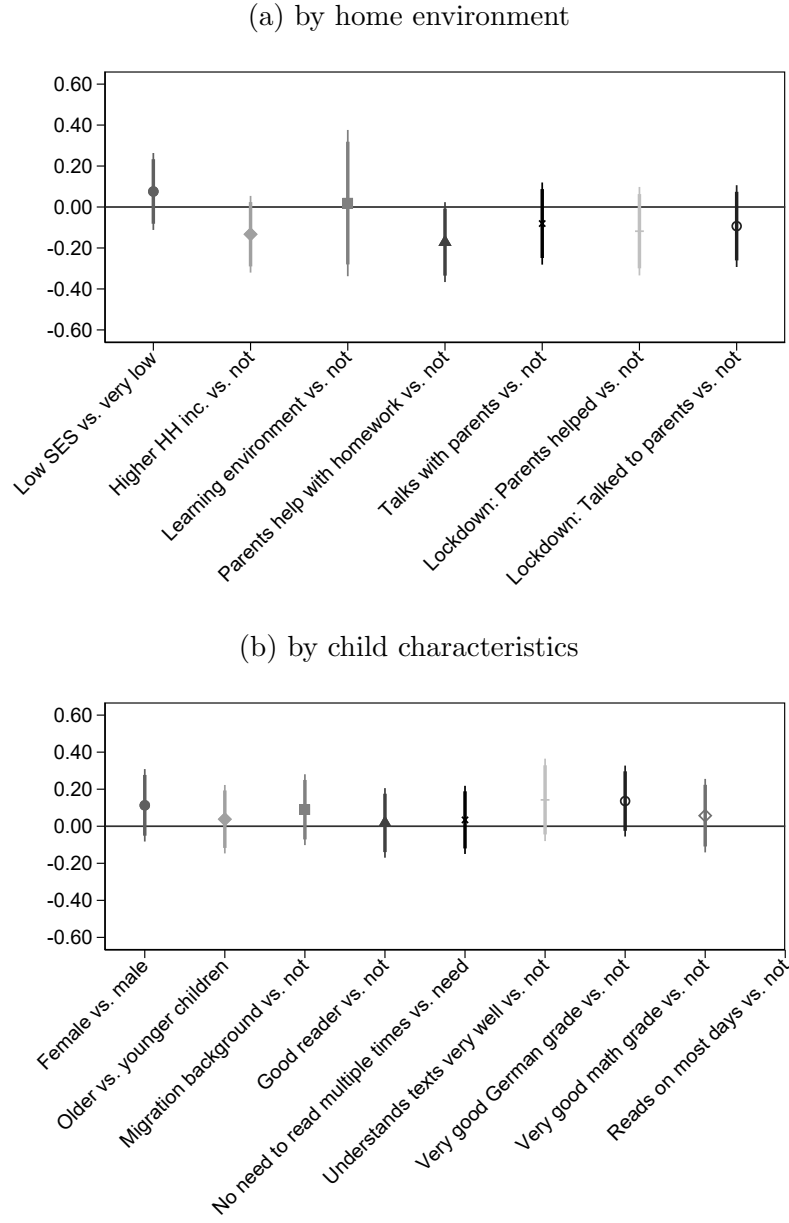 (a) by home environment
0.60
0.40
0.20
0.00
-0.20
-0.40
-0.60
Low SES vs. very low
Higher HH inc. vs. not
Learning environment vs. not
Parents help with homework vs. not
Talks with parents vs. not
Lockdown: Parents helped vs. not
Lockdown: Talked to parents vs. not
(b) by child characteristics
0.60
0.40
0.20
0.00
-0.20
-0.40
-0.60
Female vs. male
Older vs. younger children
Migration background vs. not
Good reader vs. not
No need to read multiple times vs. need
Understands texts very well vs. not
Very good German grade vs. not
Very good math grade vs. not
Reads on most days vs. not